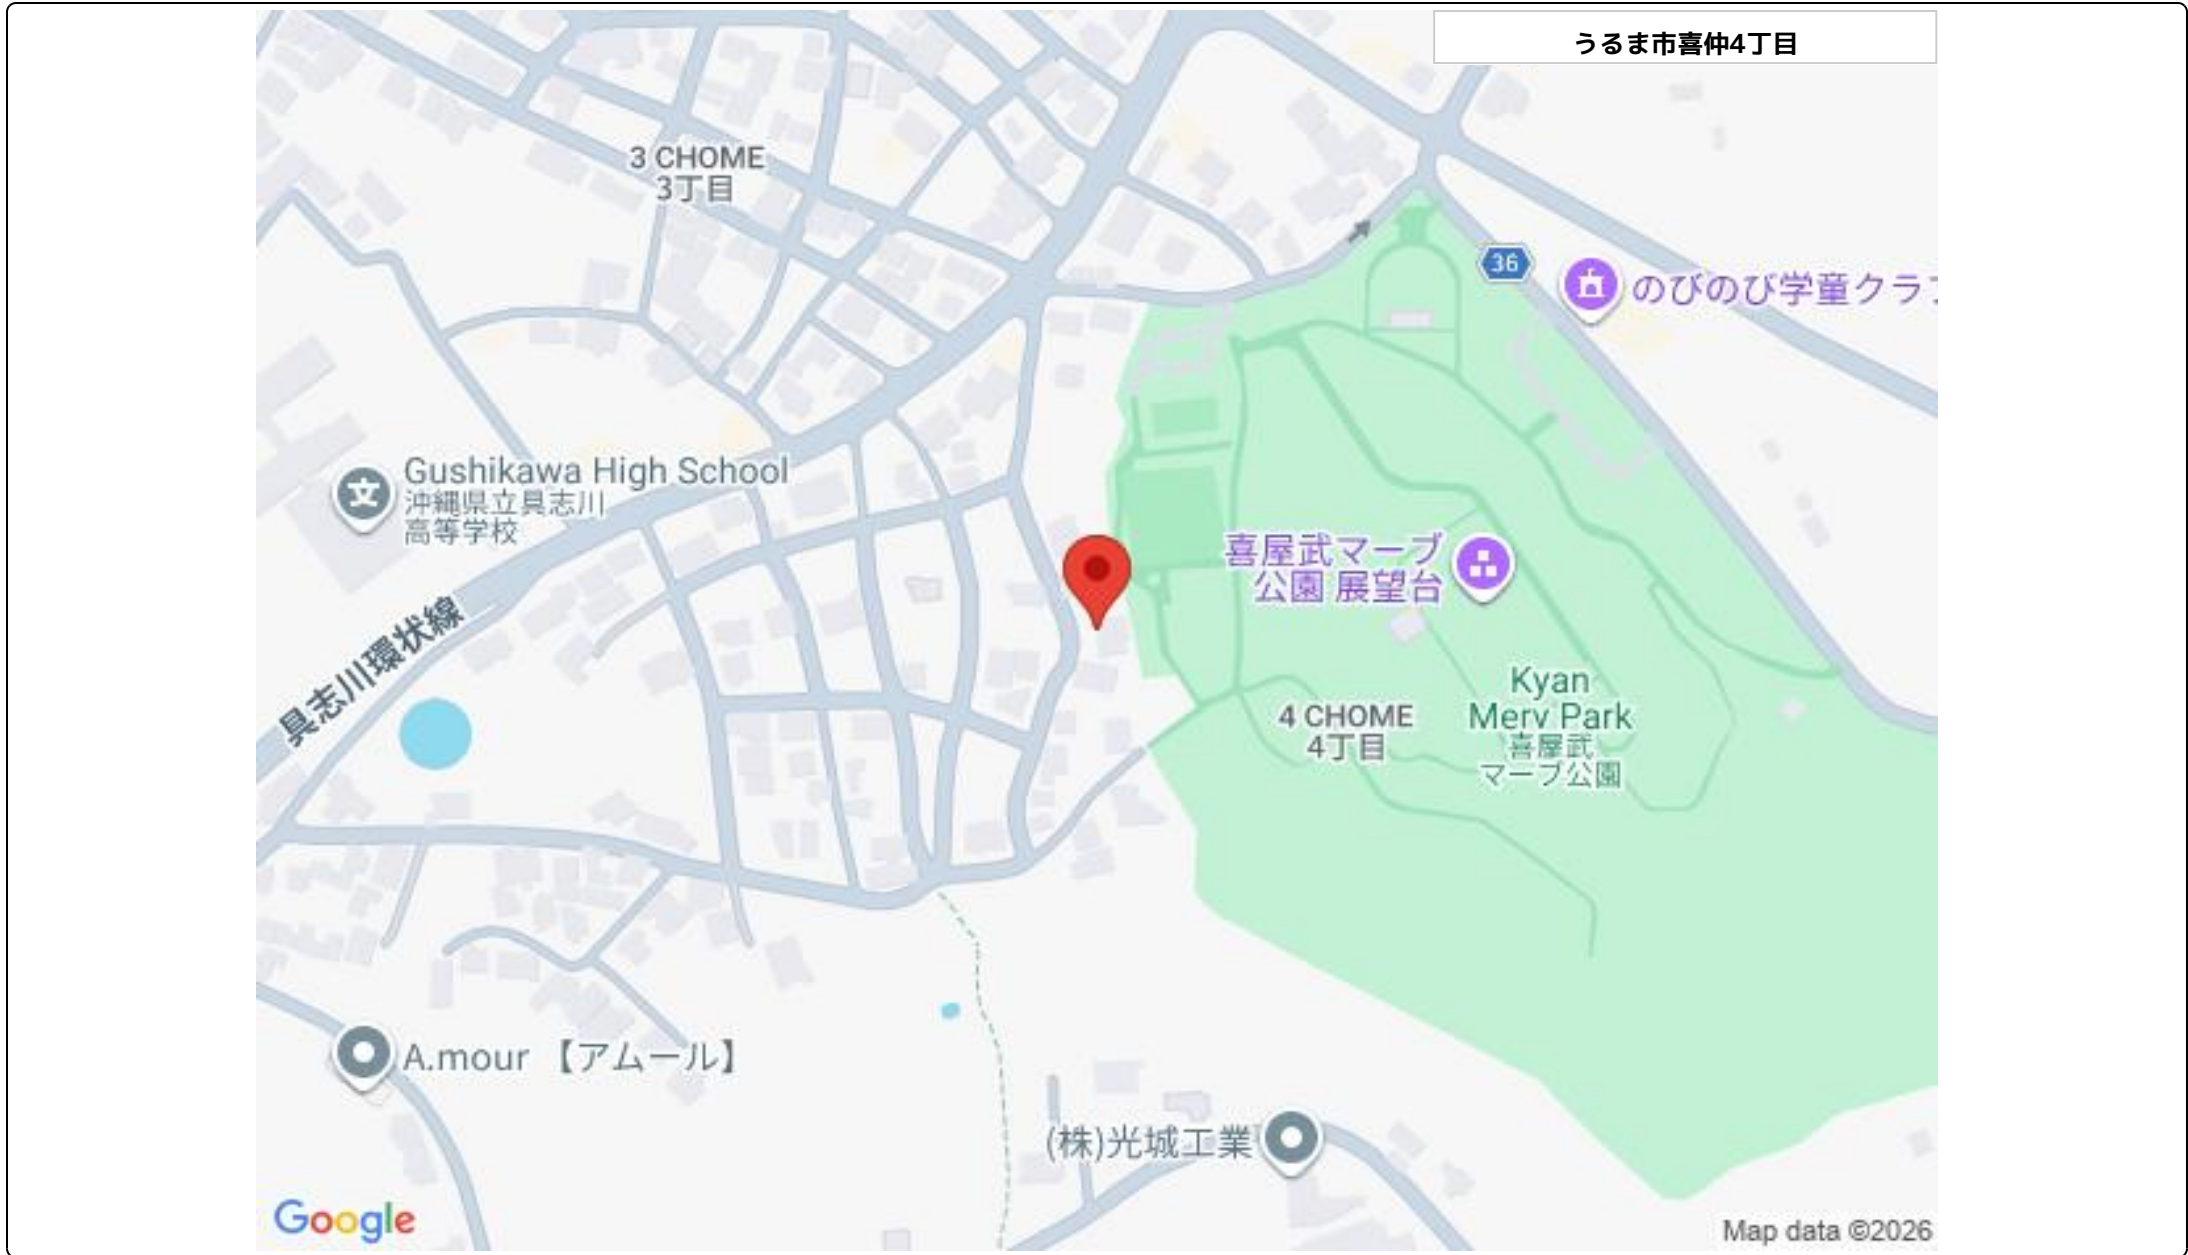 うるま市喜仲4丁目
3 CHOME
3丁目
36
のびのび学童クラブ
Gushikawa High School
沖縄県立具志川
高等学校
喜屋武マーブ
公園 展望台
具志川環状線
Kyan
Merv Park
喜屋武
マーブ公園
4 CHOME
4丁目
A.mour 【アムール】
(株)光城工業
Google
Map data ©2026